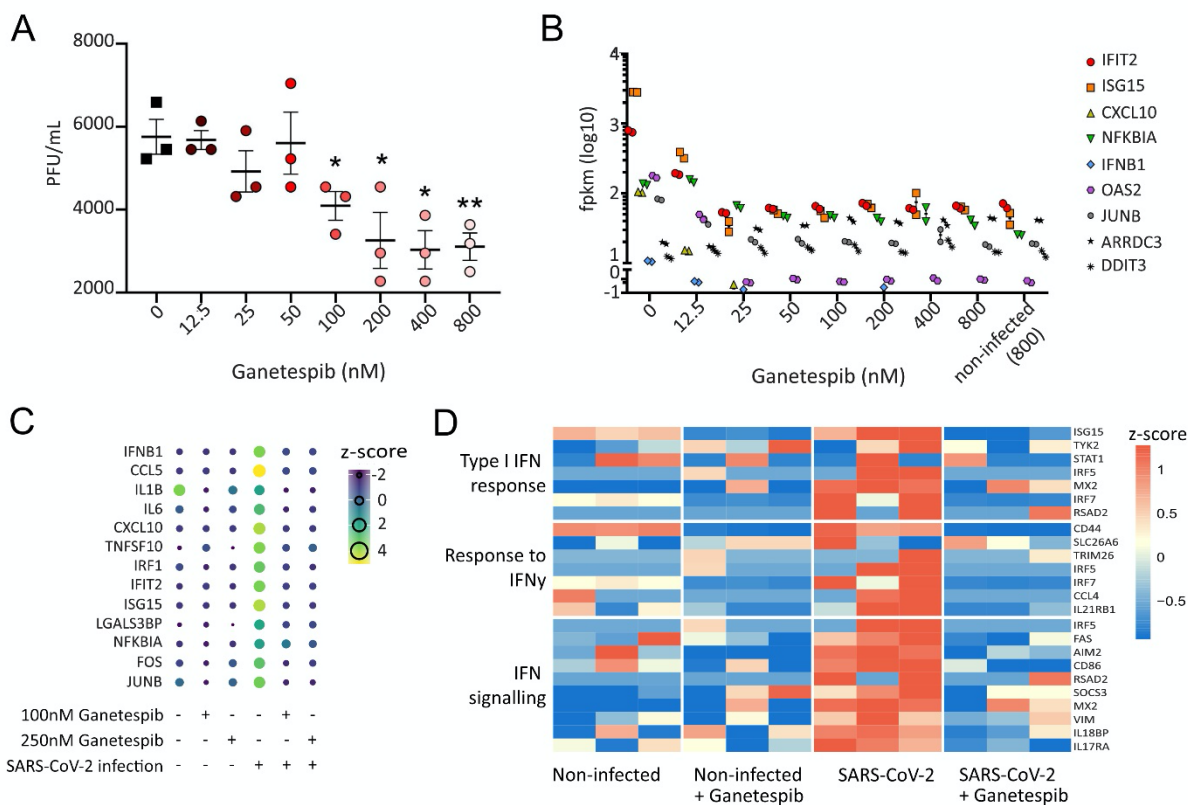 A
8000
6000
4000
2000
PFU/mL
*
*
*
**
0
12.5
25
50
100
200
400
800
Ganetespib (nM)
B
4
3
2
1
0
-1
fpkm (log10)
0
12.5
25
50
100
200
400
800
non-infected
(800)
Ganetespib (nM)
IFIT2
ISG15
CXCL10
NFKBIA
IFNB1
OAS2
JUNB
ARRDC3
DDIT3
C
IFNB1
CCL5
IL1B
IL6
CXCL10
TNFSF10
IRF1
IFIT2
ISG15
LGALS3BP
NFKBIA
FOS
JUNB
z-score
-2
0
2
4
100nM Ganetespib - + - - + -
250nM Ganetespib - - + - - +
SARS-CoV-2 infection - - - + + +
D
Type I IFN
response
Response to
IFNγ
IFN
signalling
ISG15
TYK2
STAT1
IRF5
MX2
IRF7
RSAD2
CD44
SLC26A6
TRIM26
IRF5
IRF7
CCL4
IL21RB1
IRF5
FAS
AIM2
CD86
RSAD2
SOCS3
MX2
VIM
IL18BP
IL17RA
z-score
1
0.5
0
−0.5
Non-infected
Non-infected
+ Ganetespib
SARS-CoV-2
SARS-CoV-2
+ Ganetespib